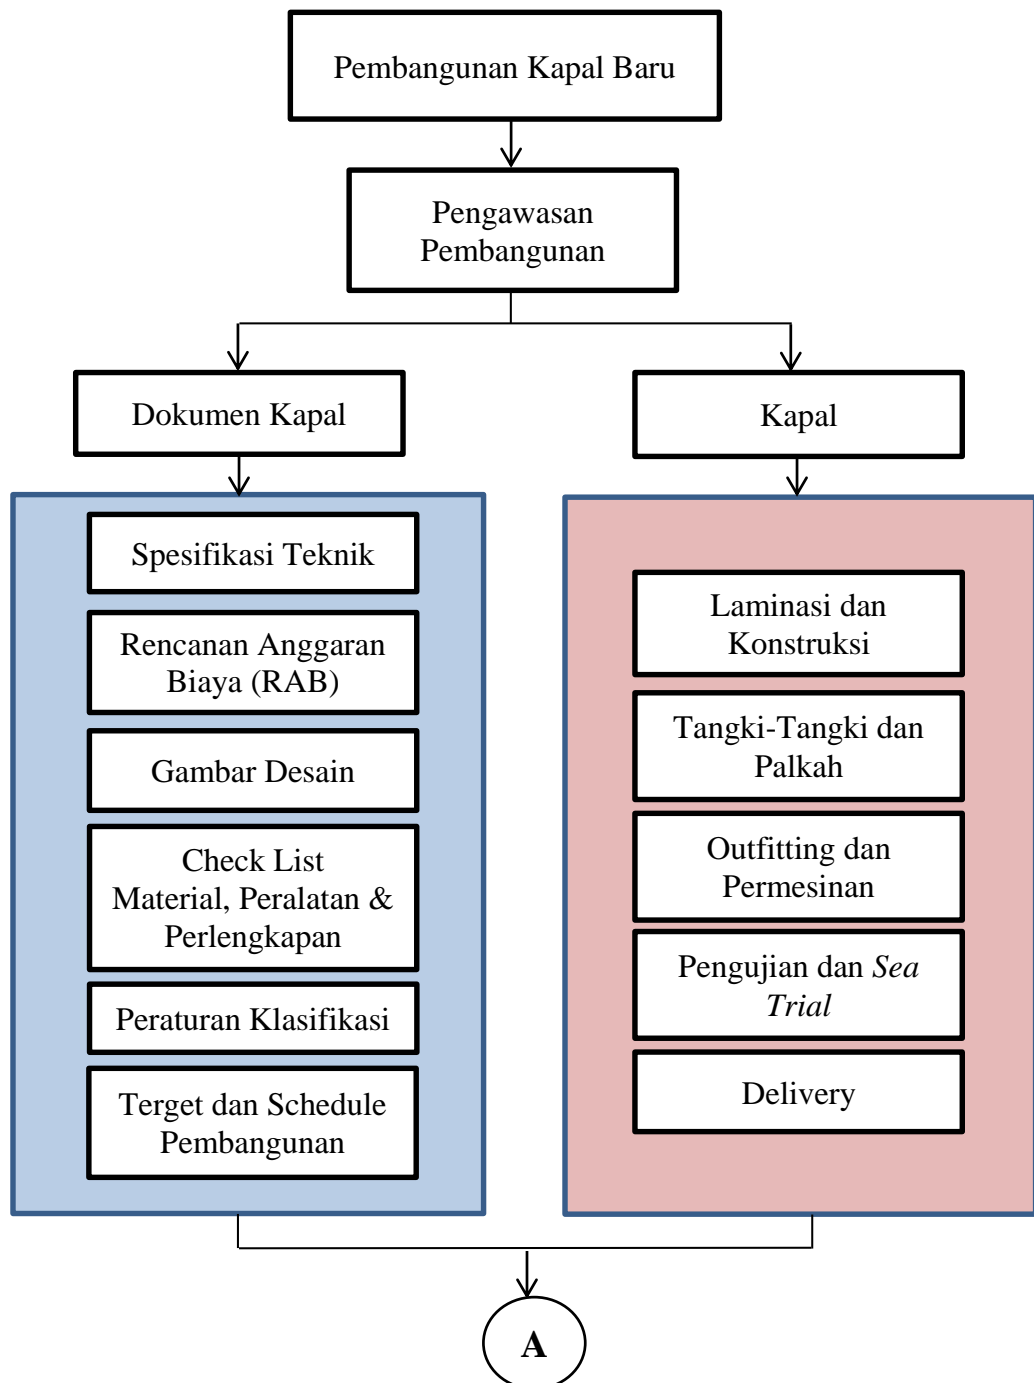 Pembangunan Kapal Baru
Pengawasan
Pembangunan
Dokumen Kapal
Kapal
Spesifikasi Teknik
Rencanan Anggaran
Biaya (RAB)
Gambar Desain
Check List
Material, Peralatan &
Perlengkapan
Peraturan Klasifikasi
Terget dan Schedule
Pembangunan
Laminasi dan
Konstruksi
Tangki-Tangki dan
Palkah
Outfitting dan
Permesinan
Pengujian dan Sea
Trial
Delivery
A